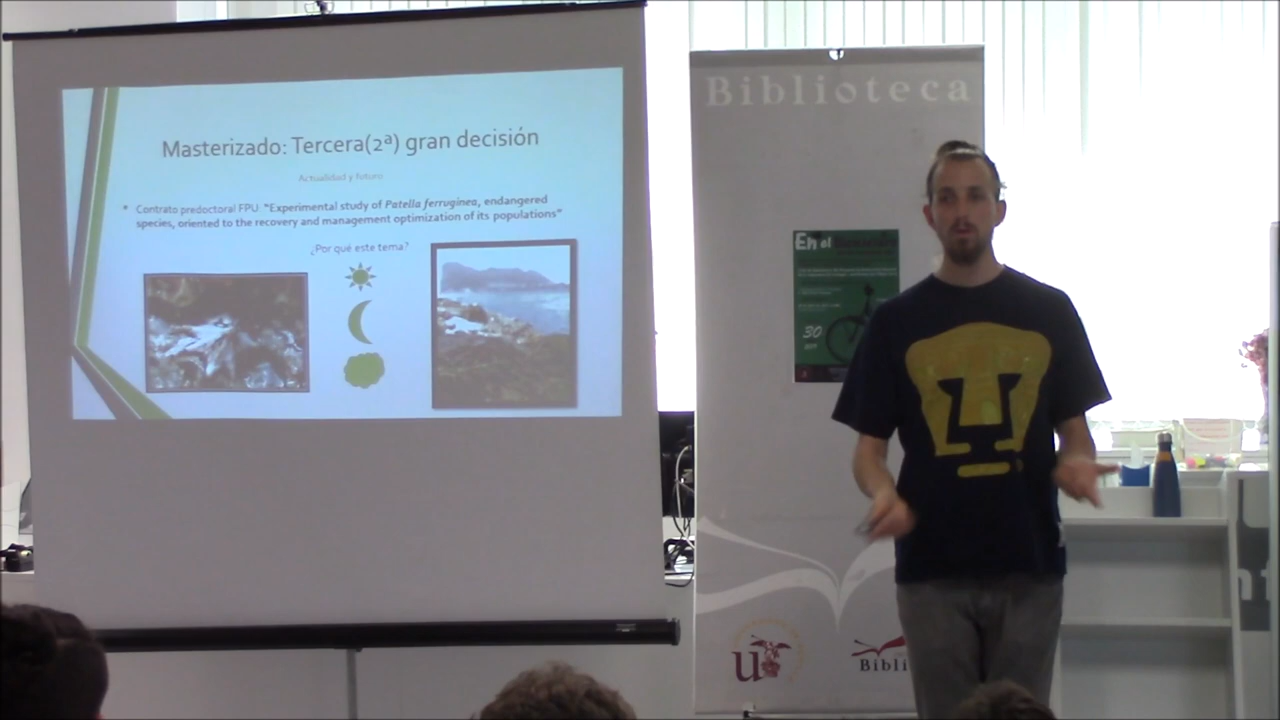 Masterizado: Tercera(2ª) gran decisión
Actualidad y futuro
• Contrato predoctoral FPU: "Experimental study of Patella ferruginea, endangered
species, oriented to the recovery and management optimization of its populations"
¿Por qué este tema?
Biblioteca
En el
30
u
Bibli